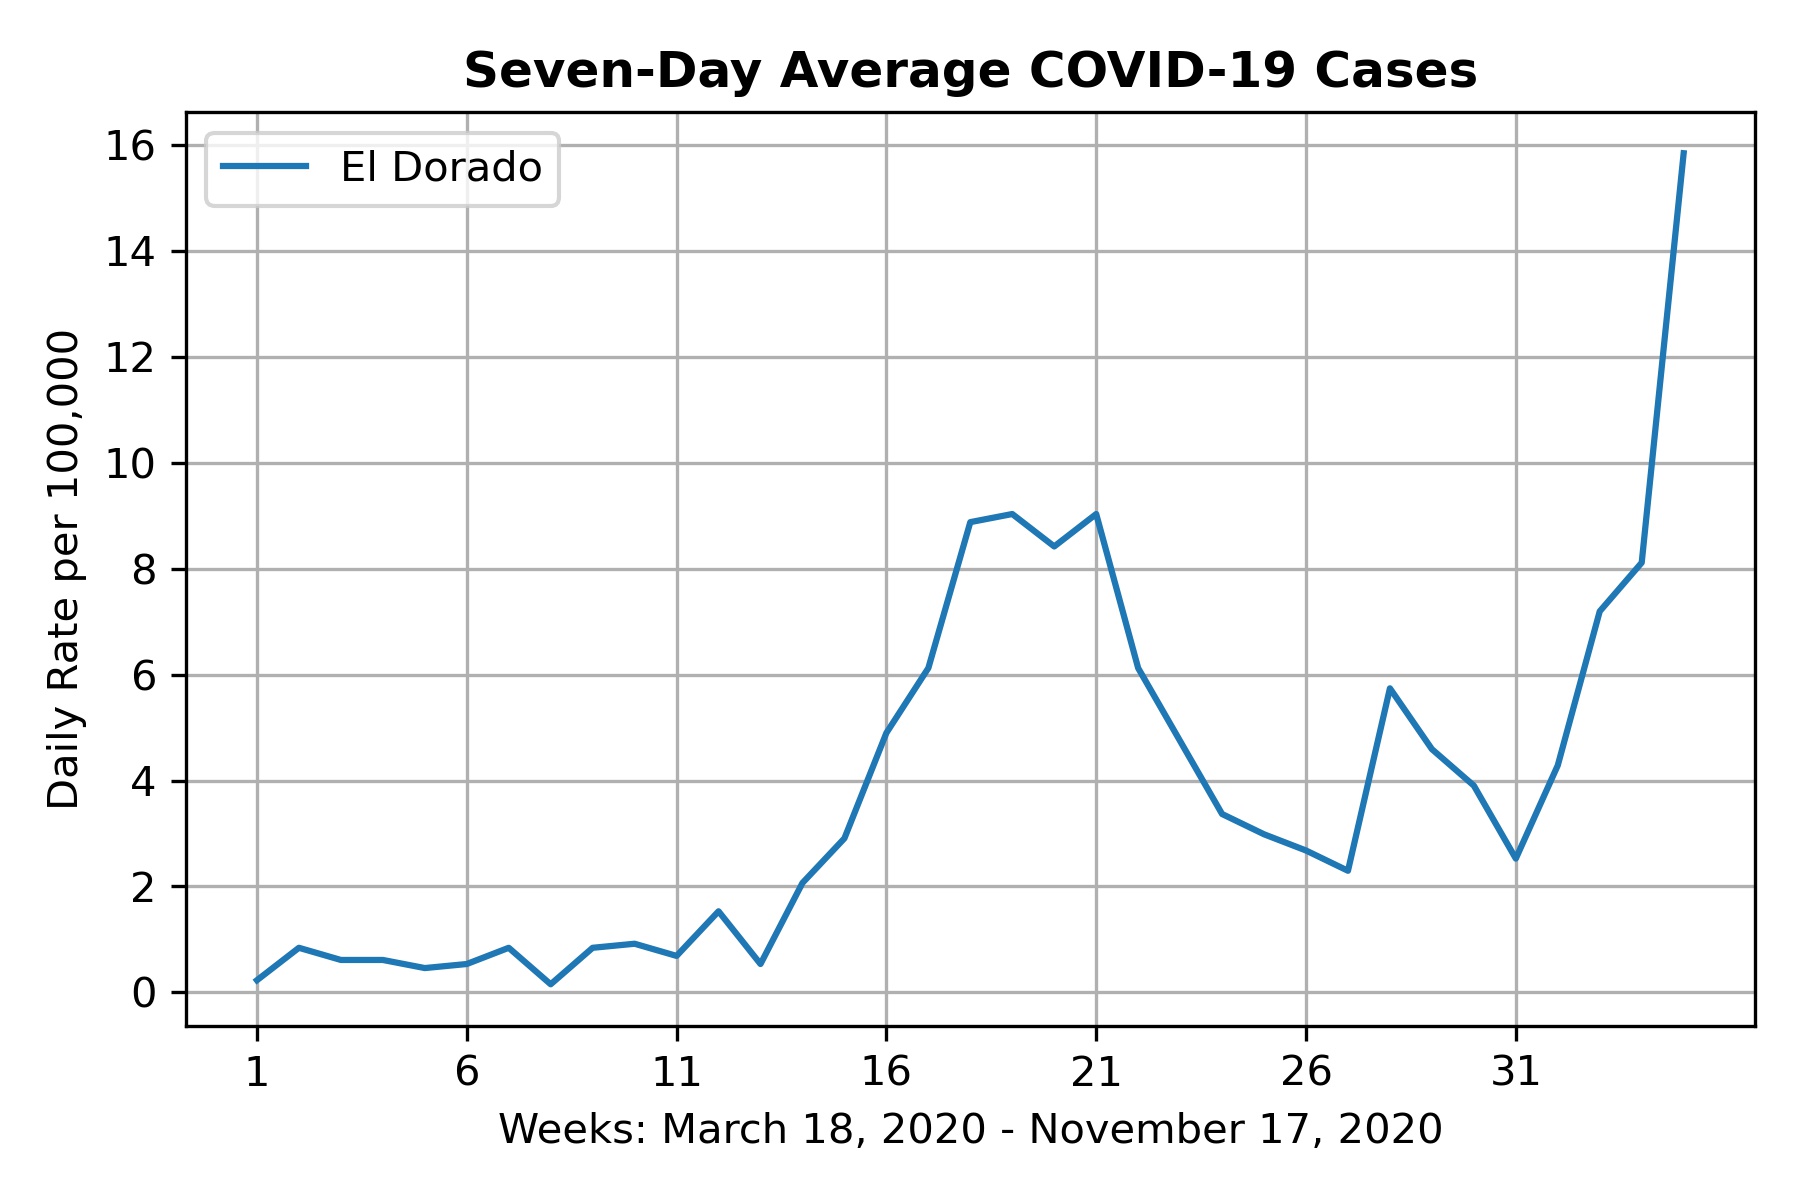 Seven-Day Average COVID-19 Cases
El Dorado
16
14
12
10
8
6
4
2
0
Daily Rate per 100,000
1 6 11 16 21 26 31
Weeks: March 18, 2020 - November 17, 2020